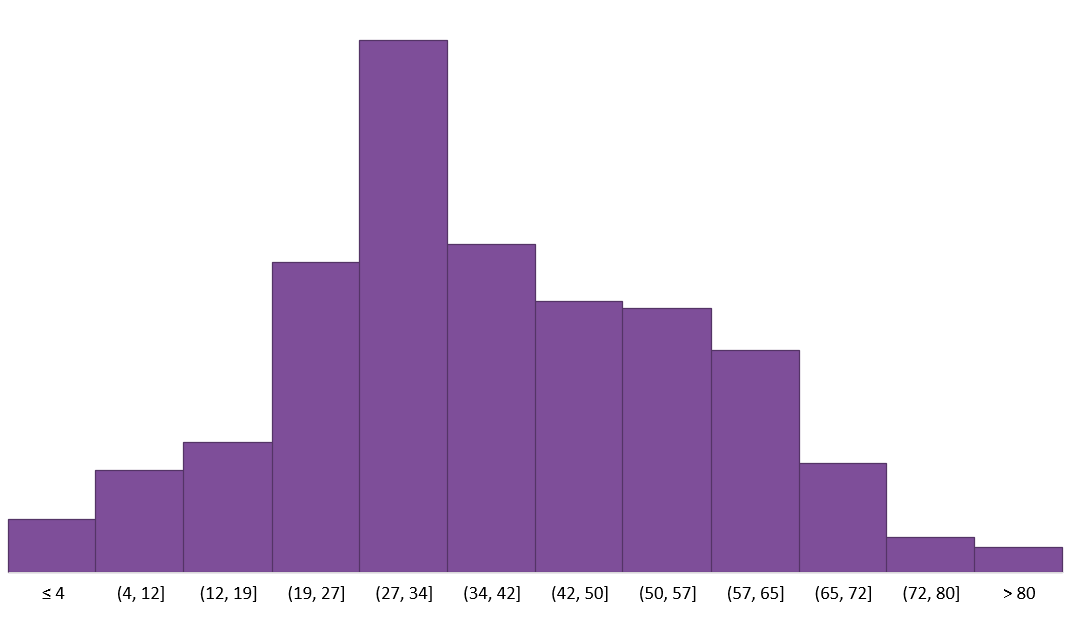 ≤ 4 (4, 12] (12, 19] (19, 27] (27, 34] (34, 42] (42, 50] (50, 57] (57, 65] (65, 72] (72, 80] > 80